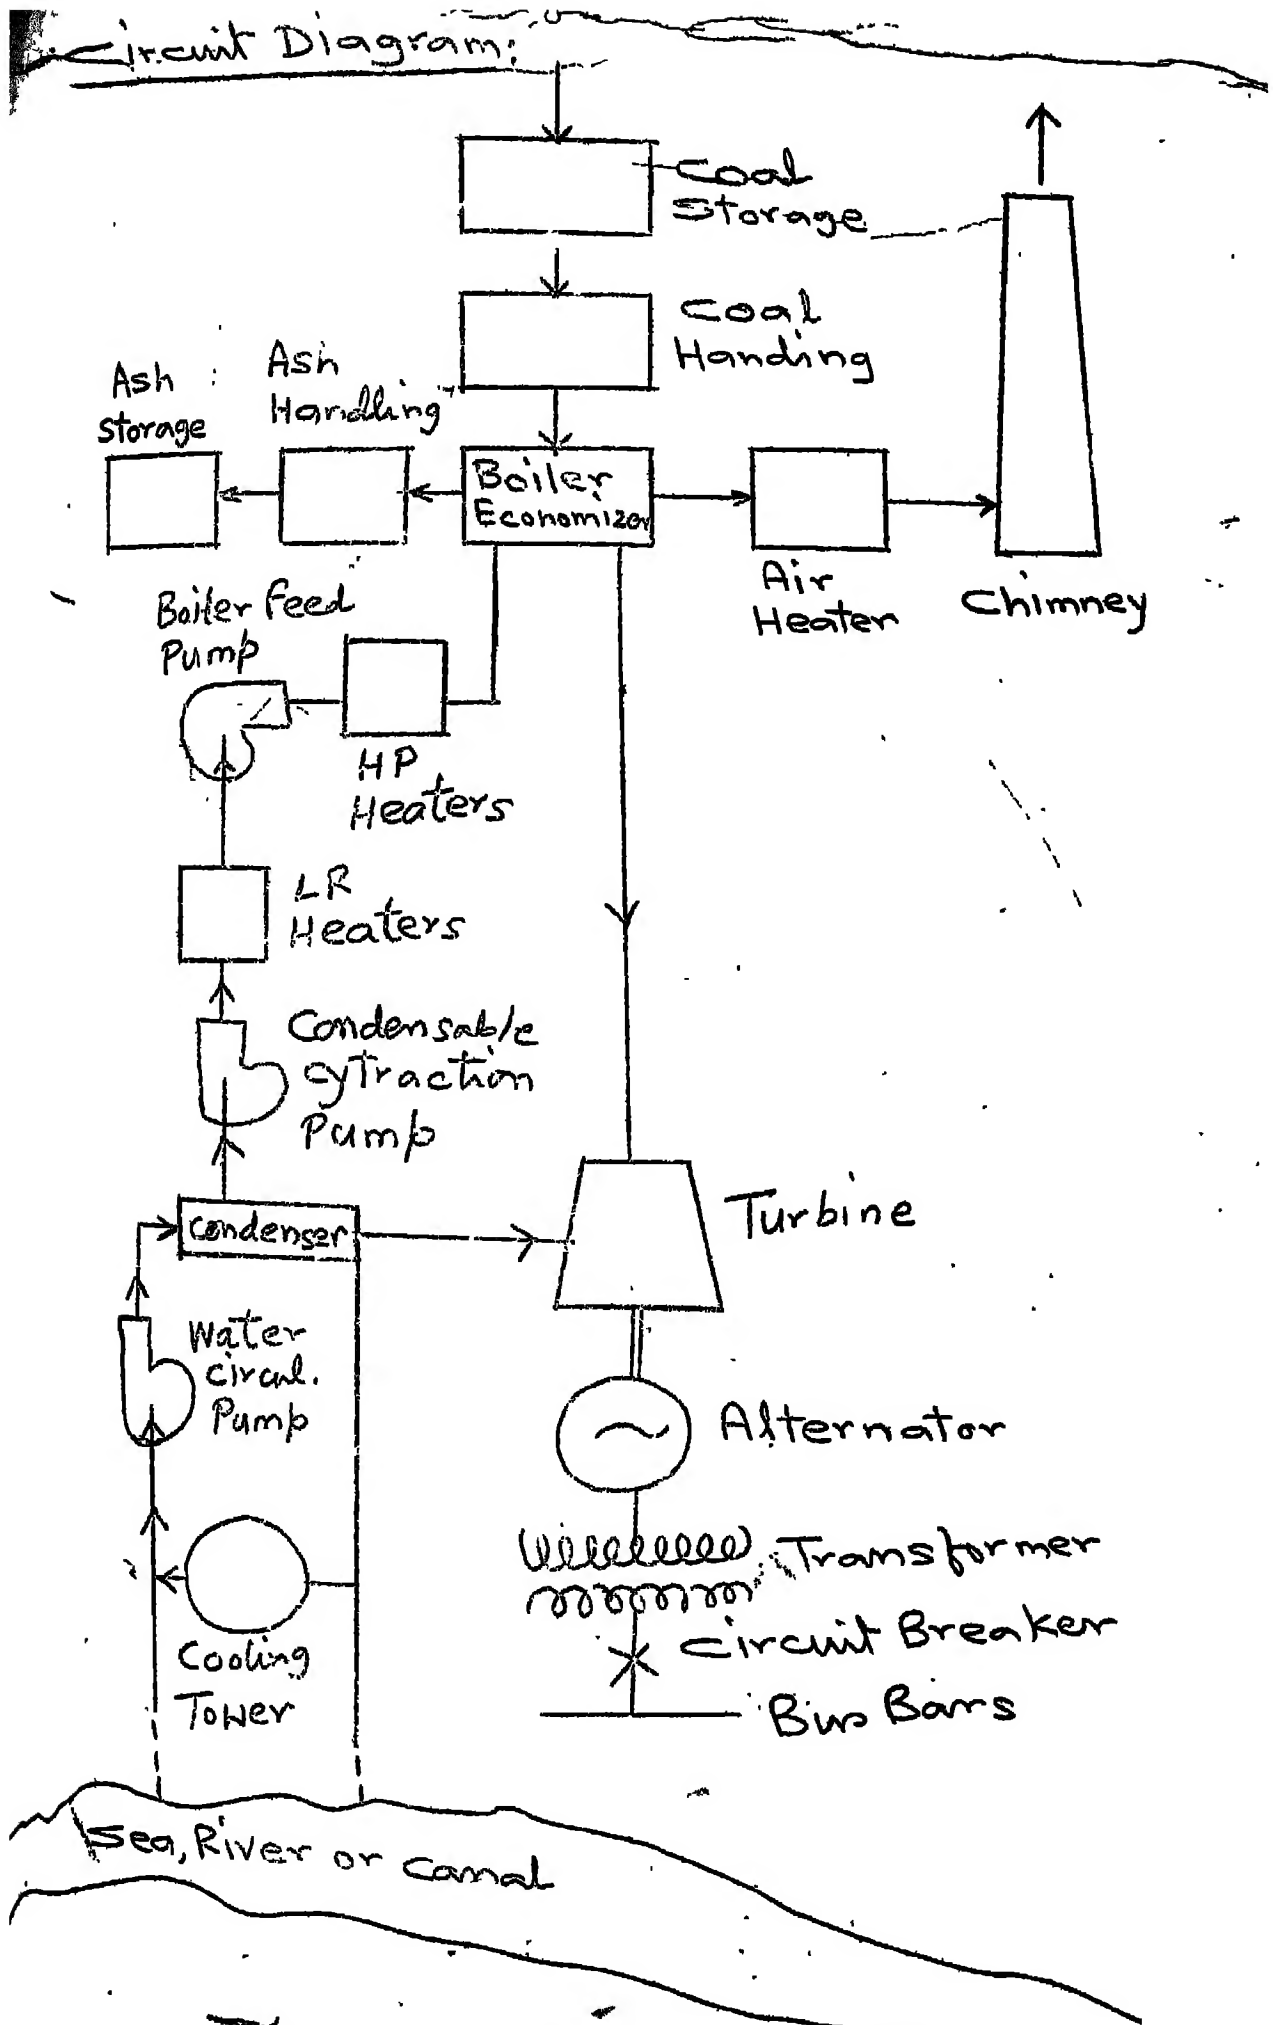 Circuit Diagram:
Coal
Storage
Coal
Handing
Ash
Storage
Ash
Handling
Boiler
Economizer
Air
Heater
Chimney
Boiler feed
Pump
HP
Heaters
LR
Heaters
Condensable
cytraction
Pump
Condenser
Turbine
Water
circul.
Pump
Alternator
Transformer
Circuit Breaker
Bus Bars
Cooling
Tower
Sea, River or Canal